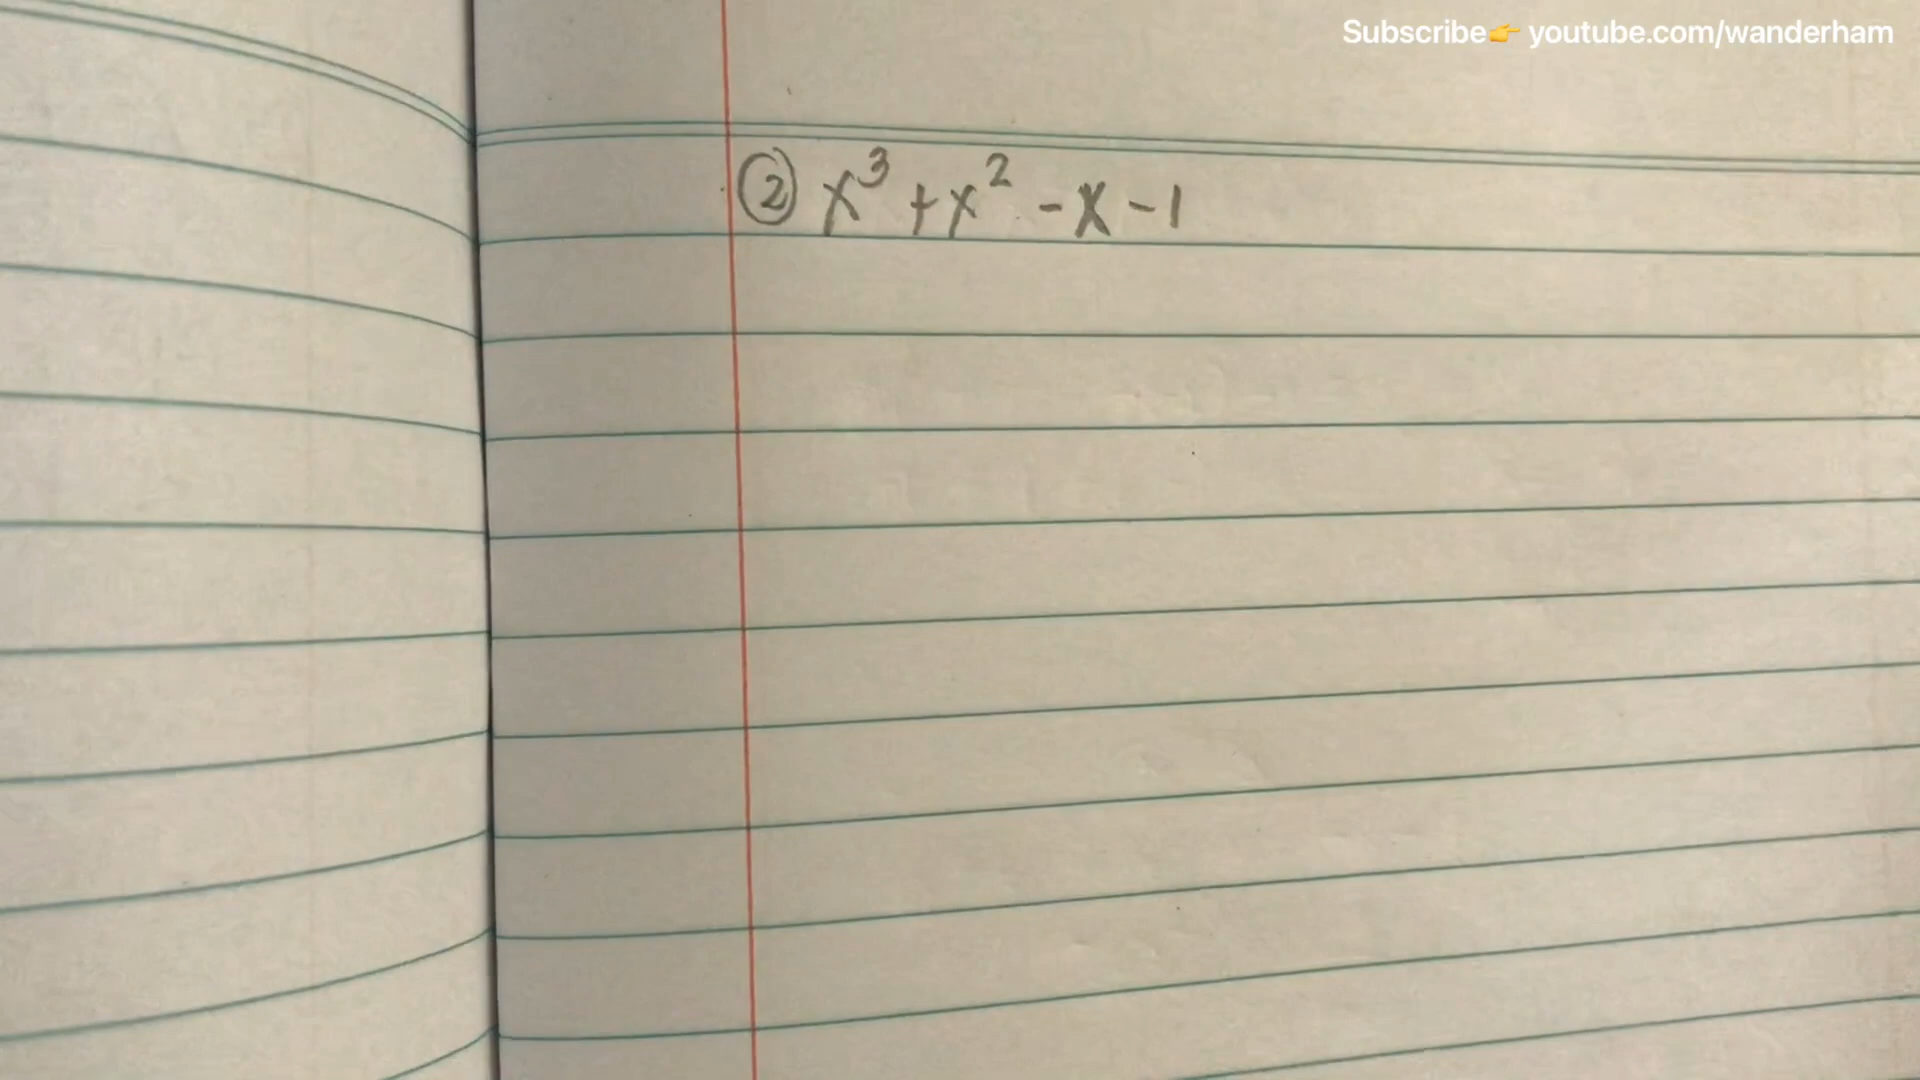 Subscribe👉 youtube.com/wanderham
② x³ + x² - x - 1